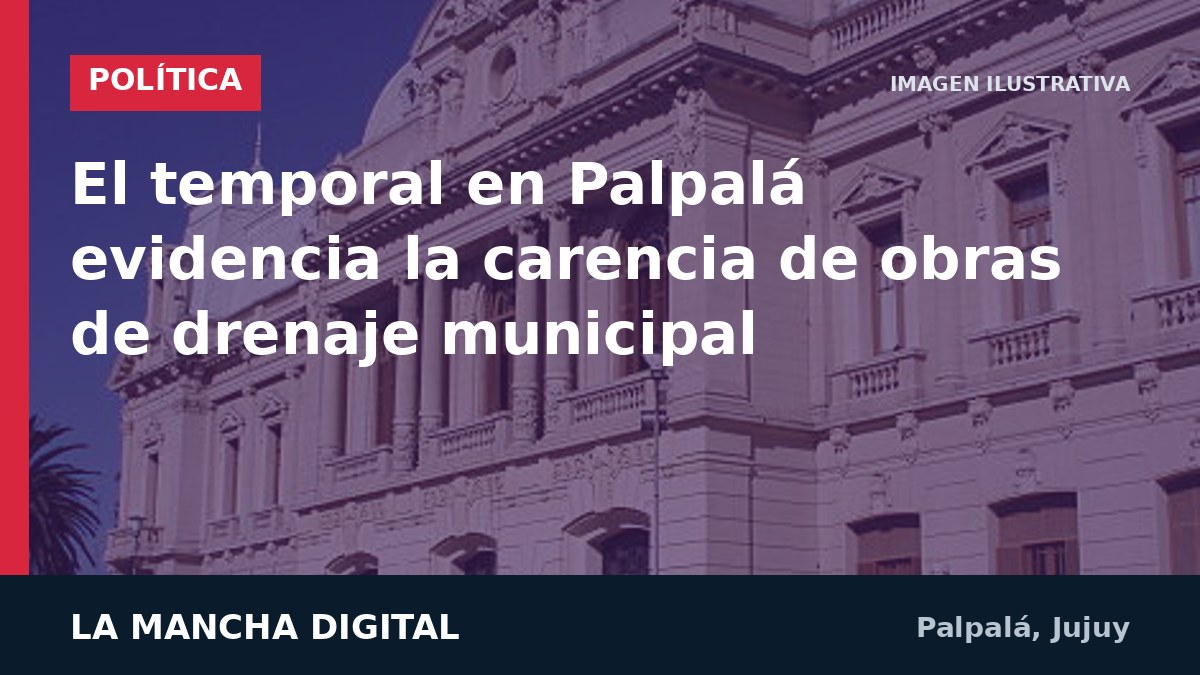 POLÍTICA
IMAGEN ILUSTRATIVA
El temporal en Palpalá
evidencia la carencia de obras
de drenaje municipal
LA MANCHA DIGITAL
Palpalá, Jujuy